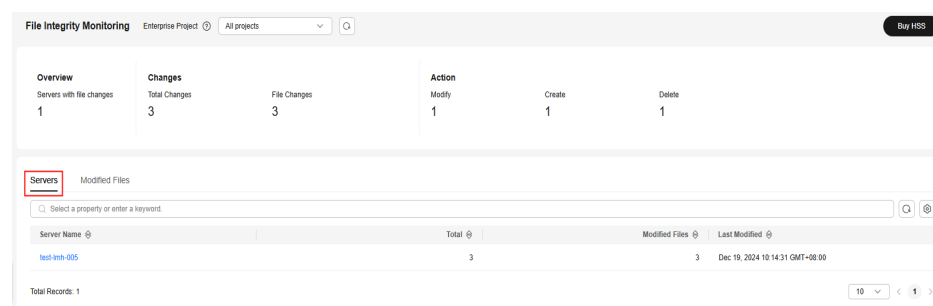 File Integrity Monitoring Enterprise Project ? All projects Buy HSS
Overview Changes Action
Servers with file changes Total Changes File Changes Modify Create Delete
1 3 3 1 1 1
Servers Modified Files
Select a property or enter a keyword.
Server Name Total Modified Files Last Modified
test-lmh-005 3 3 Dec 19, 2024 10:14:31 GMT+08:00
Total Records: 1 10 < 1 >